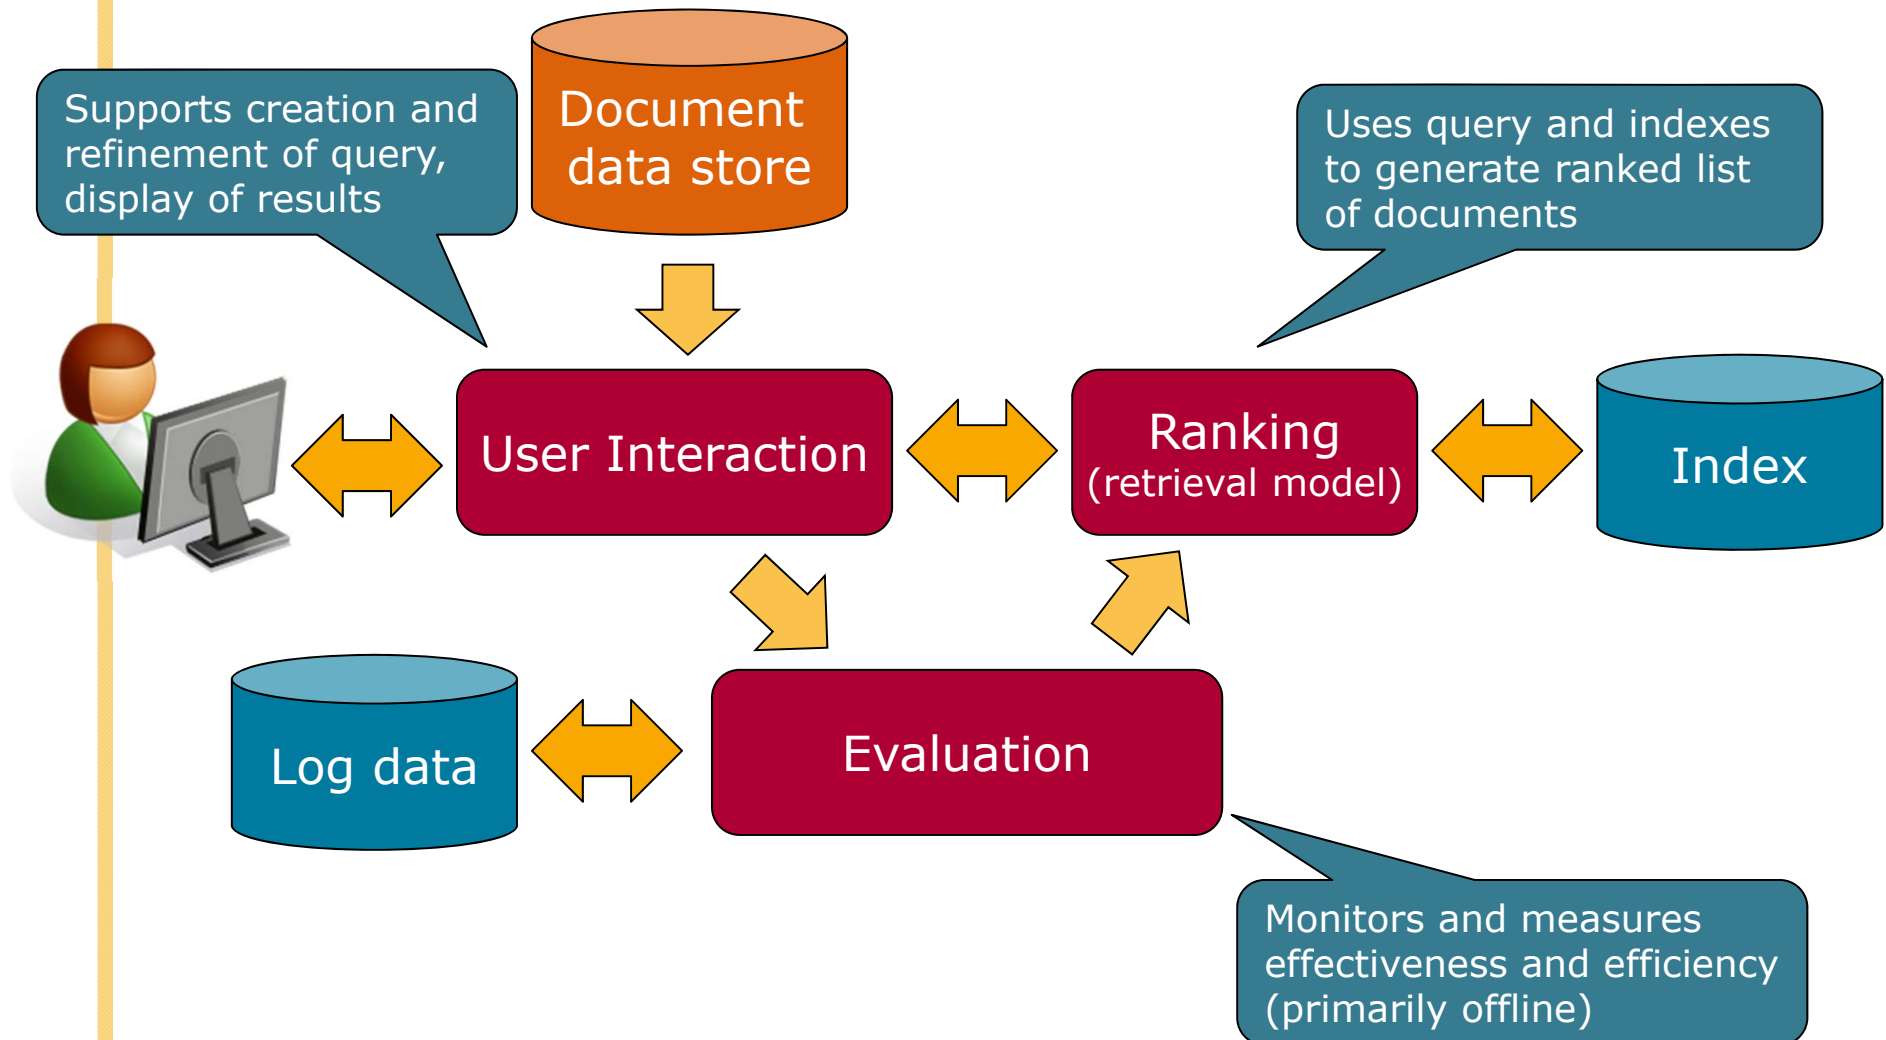 Supports creation and
refinement of query,
display of results
Document
data store
Uses query and indexes
to generate ranked list
of documents
User Interaction
Ranking
(retrieval model)
Index
Log data
Evaluation
Monitors and measures
effectiveness and efficiency
(primarily offline)